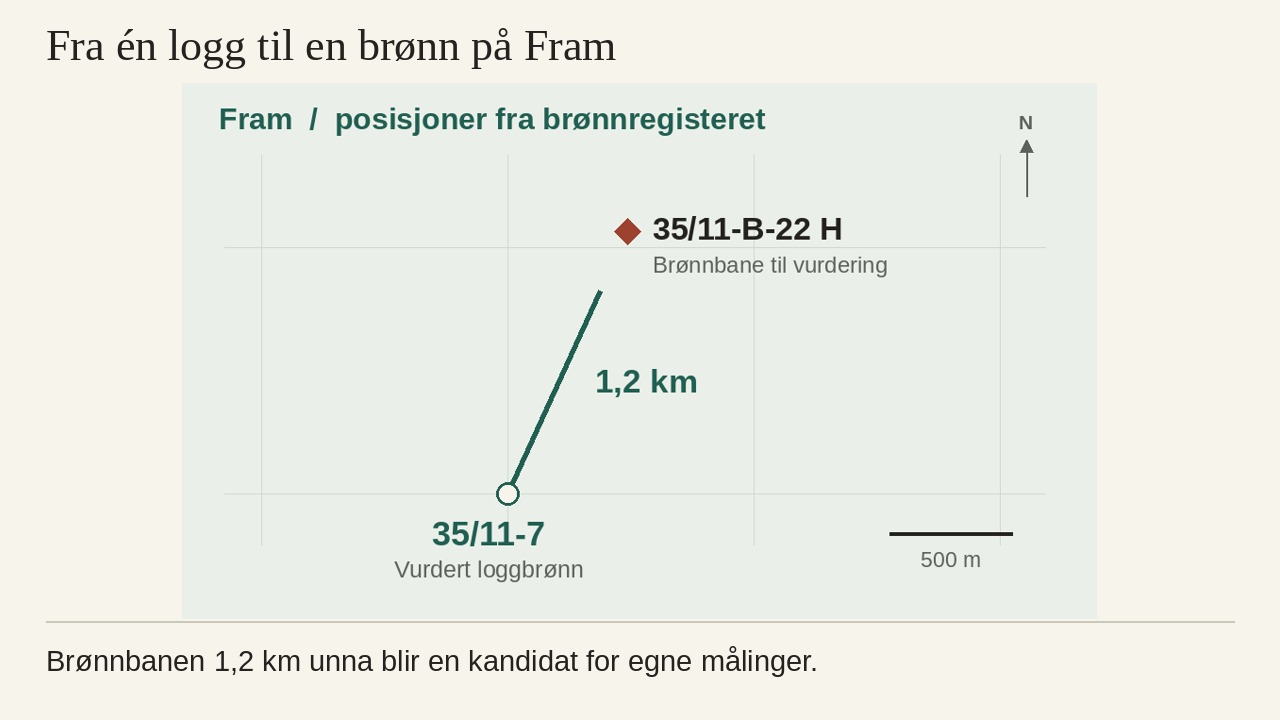 Fra én logg til en brønn på Fram
Fram / posisjoner fra brønnregisteret
N
35/11-B-22 H
Brønnbane til vurdering
1,2 km
35/11-7
Vurdert loggbrønn
500 m
Brønnbanen 1,2 km unna blir en kandidat for egne målinger.